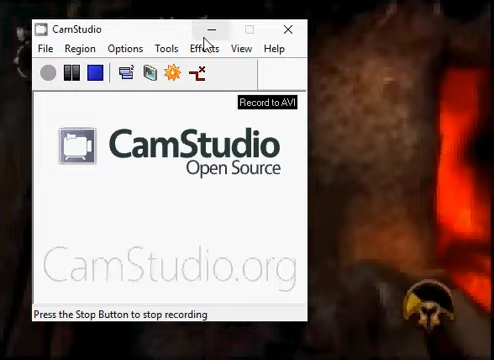 CamStudio
File Region Options Tools Effects View Help
Record to AVI
CamStudio
Open Source
CamStudio.org
Press the Stop Button to stop recording